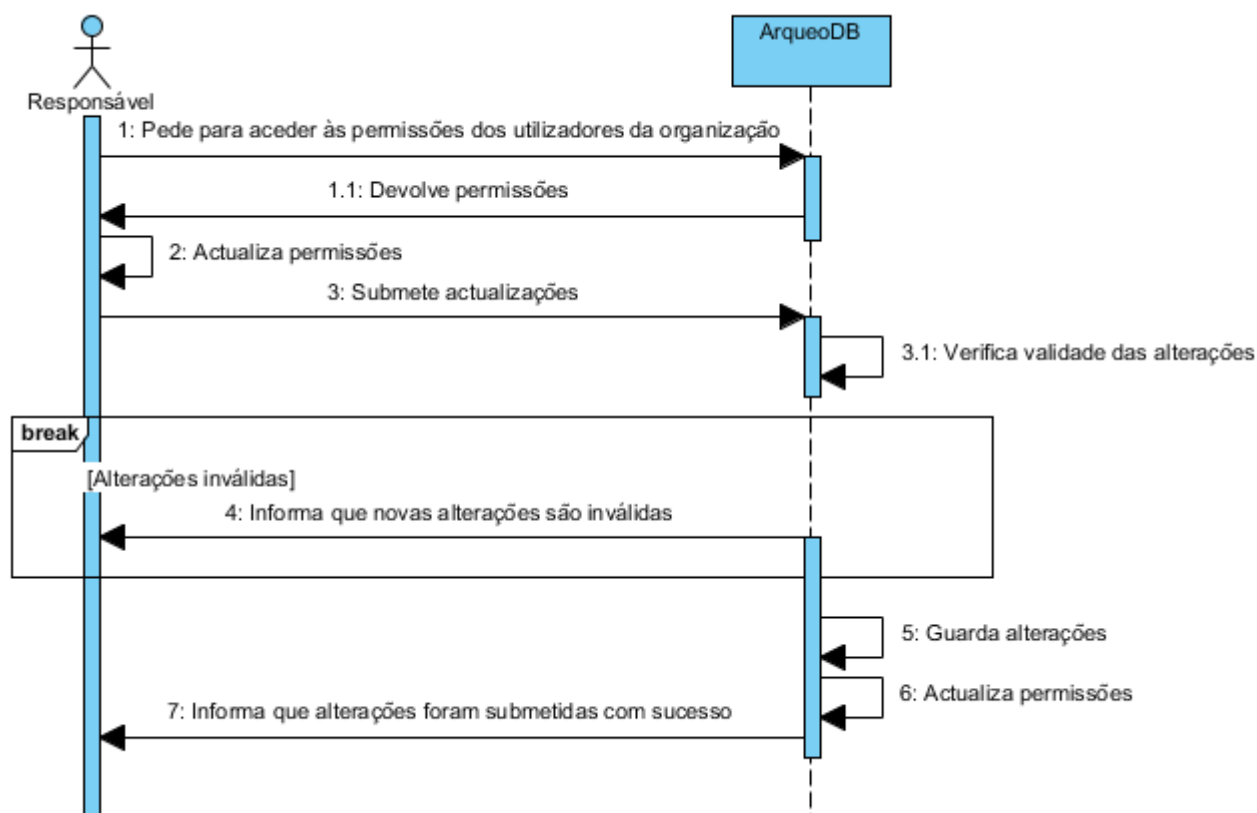 ArqueoDB
Responsável
1: Pede para aceder às permissões dos utilizadores da organização
1.1: Devolve permissões
2: Actualiza permissões
3: Submete actualizações
3.1: Verifica validade das alterações
break
[Alterações inválidas]
4: Informa que novas alterações são inválidas
5: Guarda alterações
6: Actualiza permissões
7: Informa que alterações foram submetidas com sucesso